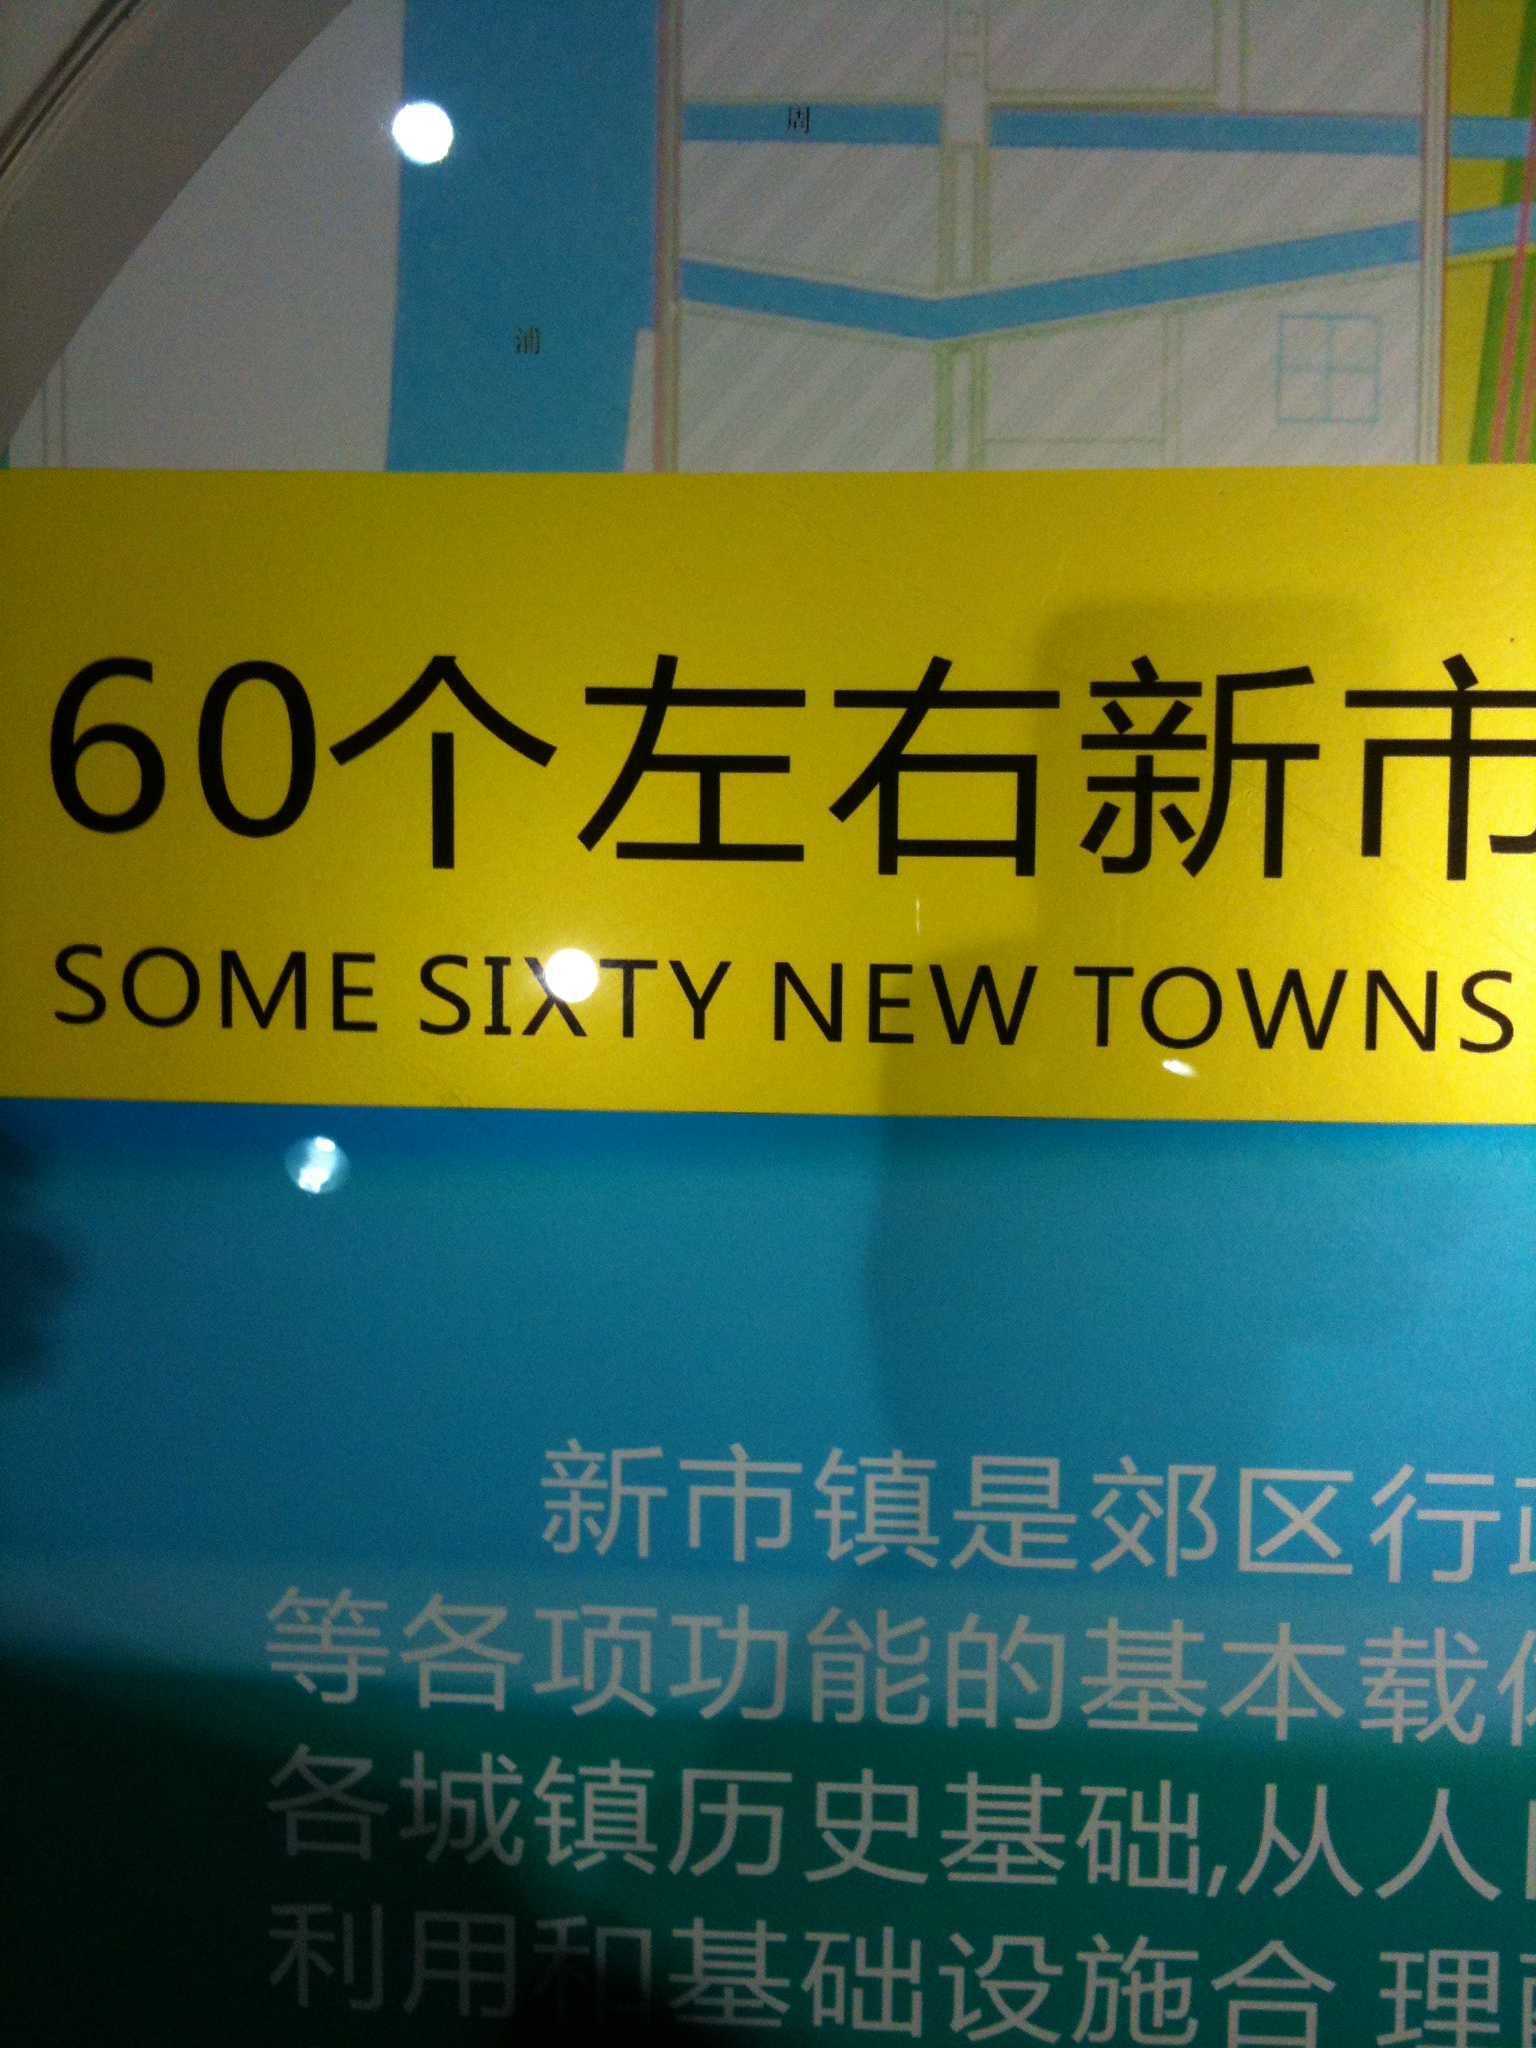 周
浦
60个左右新市
SOME SIXTY NEW TOWNS
新市镇是郊区行
等各项功能的基本载
各城镇历史基础,从人
利用和基础设施合 理